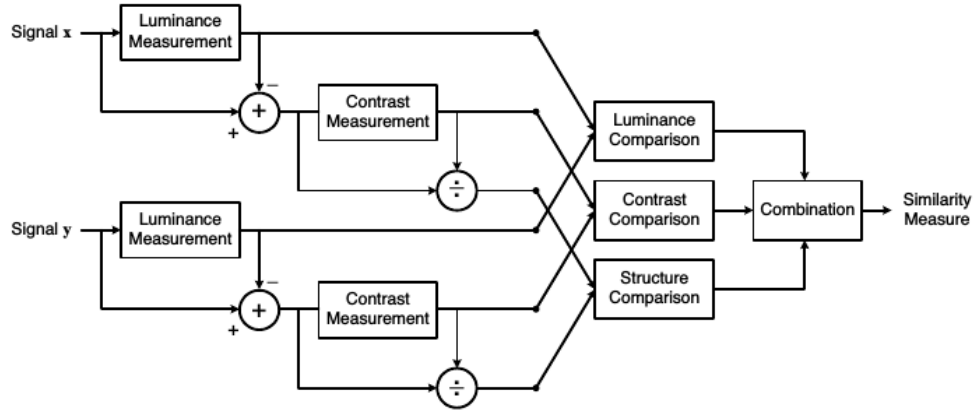 Signal x
Luminance
Measurement
−
+
+
Contrast
Measurement
÷
Signal y
Luminance
Measurement
−
+
+
Contrast
Measurement
÷
Luminance
Comparison
Contrast
Comparison
Structure
Comparison
Combination
Similarity
Measure